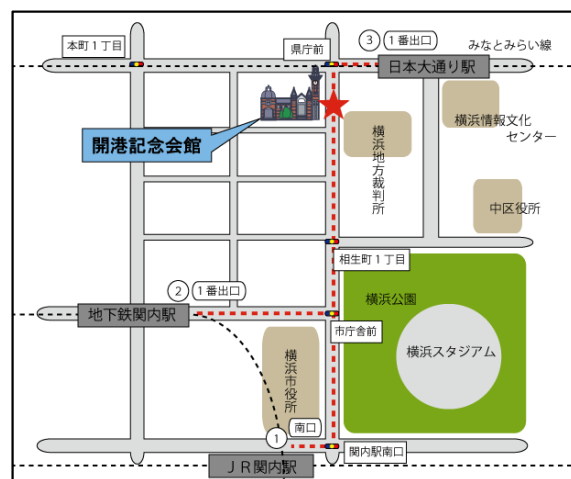 本町1丁目
県庁前
③ 1番出口
みなとみらい線
日本大通り駅
開港記念会館
横浜地方裁判所
横浜情報文化
センター
中区役所
相生町1丁目
② 1番出口
地下鉄関内駅
横浜公園
市庁舎前
横浜スタジアム
横浜市役所
① 南口
関内駅南口
JR関内駅